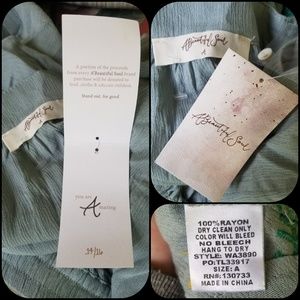 A Beautiful Soul
A portion of the proceeds
from every A Beautiful Soul brand
purchase will be donated to
feed, clothe & educate children.
Stand out, for good
you are
A
mazing
A Beautiful Soul
A
A Beautiful Soul
100%RAYON
DRY CLEAN ONLY
COLOR WILL BLEED
NO BLEECH
HANG TO DRY
STYLE: WA3890
PO:TL33917
SIZE: A
RN#: 130733
MADE IN CHINA